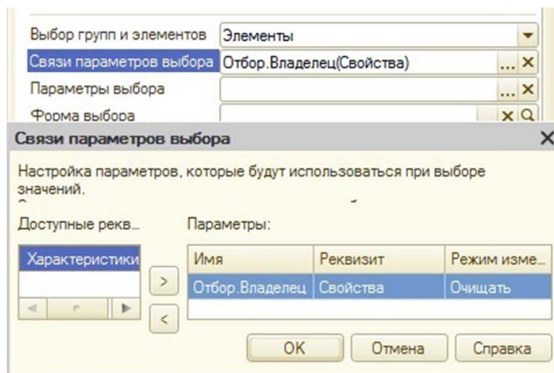 Выбор групп и элементов Элементы
Связи параметров выбора Отбор.Владелец(Свойства) ... ×
Параметры выбора ... ×
Форма выбора ×
Связи параметров выбора ×
Настройка параметров, которые будут использоваться при выборе
значений.
Доступные рекв... Параметры:
Характеристики Имя Реквизит Режим изме...
> Отбор.Владелец Свойства Очищать
<
OK Отмена Справка